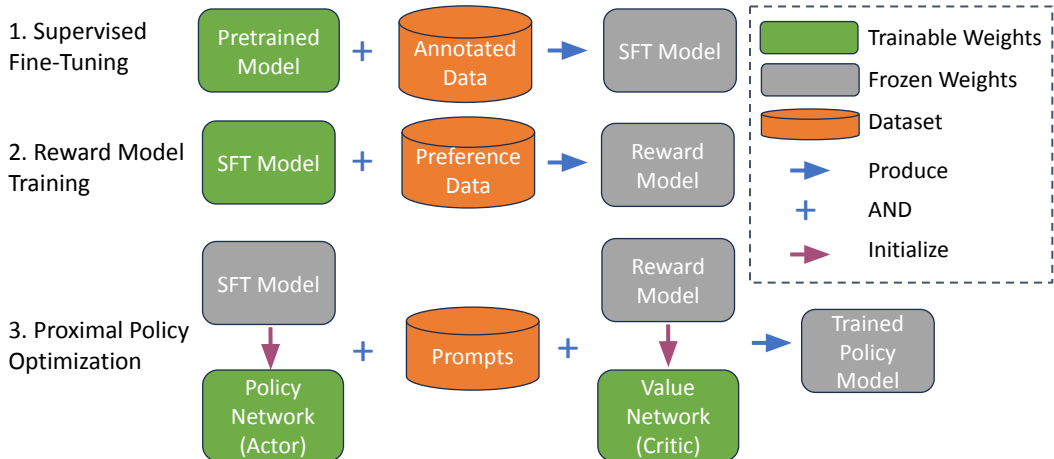 1. Supervised
Fine-Tuning
Pretrained
Model
+
Annotated
Data
SFT Model
2. Reward Model
Training
SFT Model
+
Preference
Data
Reward
Model
3. Proximal Policy
Optimization
SFT Model
Policy
Network
(Actor)
+
Prompts
+
Reward
Model
Value
Network
(Critic)
Trained
Policy
Model
Trainable Weights
Frozen Weights
Dataset
Produce
+
AND
Initialize